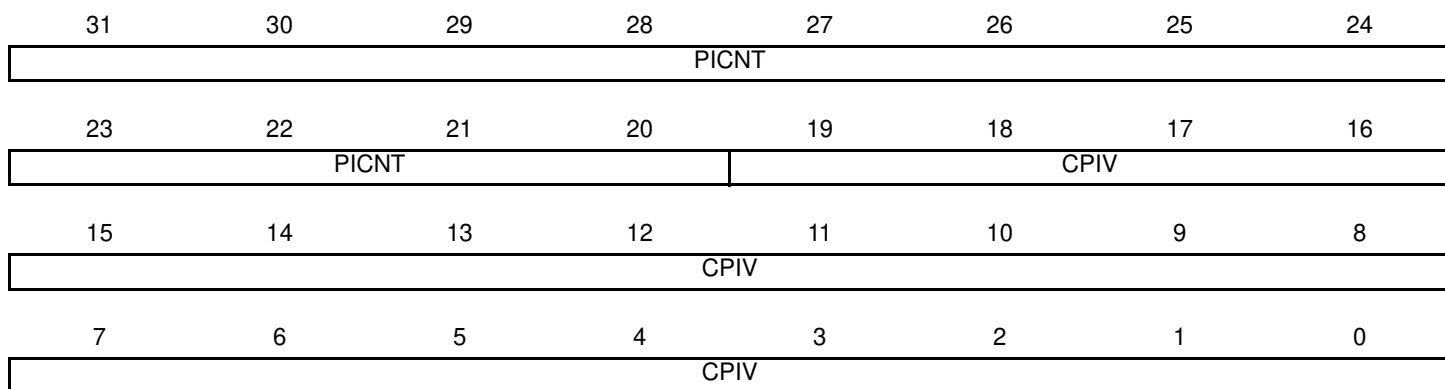 31 30 29 28 27 26 25 24
PICNT
23 22 21 20 19 18 17 16
PICNT CPIV
15 14 13 12 11 10 9 8
CPIV
7 6 5 4 3 2 1 0
CPIV